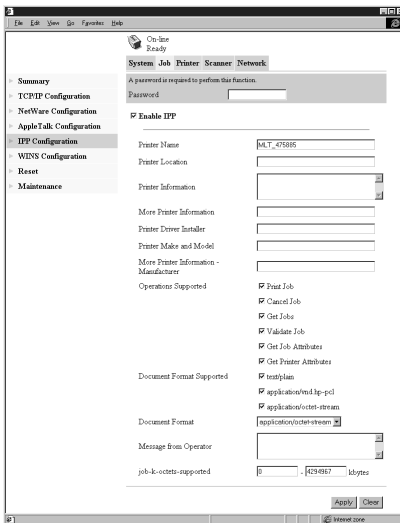 File Edit View Go Favorites Help
On-line
Ready
System Job Printer Scanner Network
Summary
TCP/IP Configuration
NetWare Configuration
AppleTalk Configuration
IPP Configuration
WINS Configuration
Reset
Maintenance
A password is required to perform this function.
Password
Enable IPP
Printer Name MLT_475885
Printer Location
Printer Information
More Printer Information
Printer Driver Installer
Printer Make and Model
More Printer Information -
Manufacturer
Operations Supported Print Job
Cancel Job
Get Jobs
Validate Job
Get Job Attributes
Get Printer Attributes
Document Format Supported text/plain
application/vnd.hp-pcl
application/octet-stream
Document Format application/octet-stream
Message from Operator
job-k-octets-supported 0 - 4294967 kbytes
Apply Clear
Internet zone